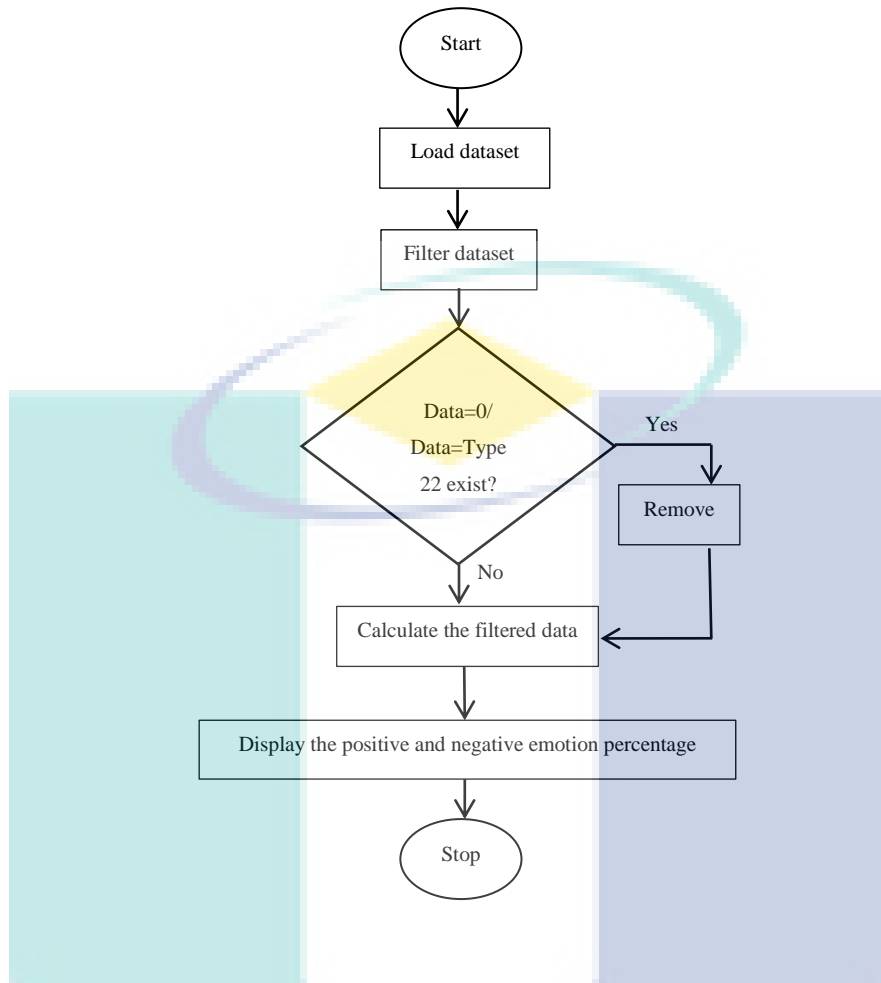 Start
Load dataset
Filter dataset
Data=0/
Data=Type
22 exist?
Yes
Remove
No
Calculate the filtered data
Display the positive and negative emotion percentage
Stop